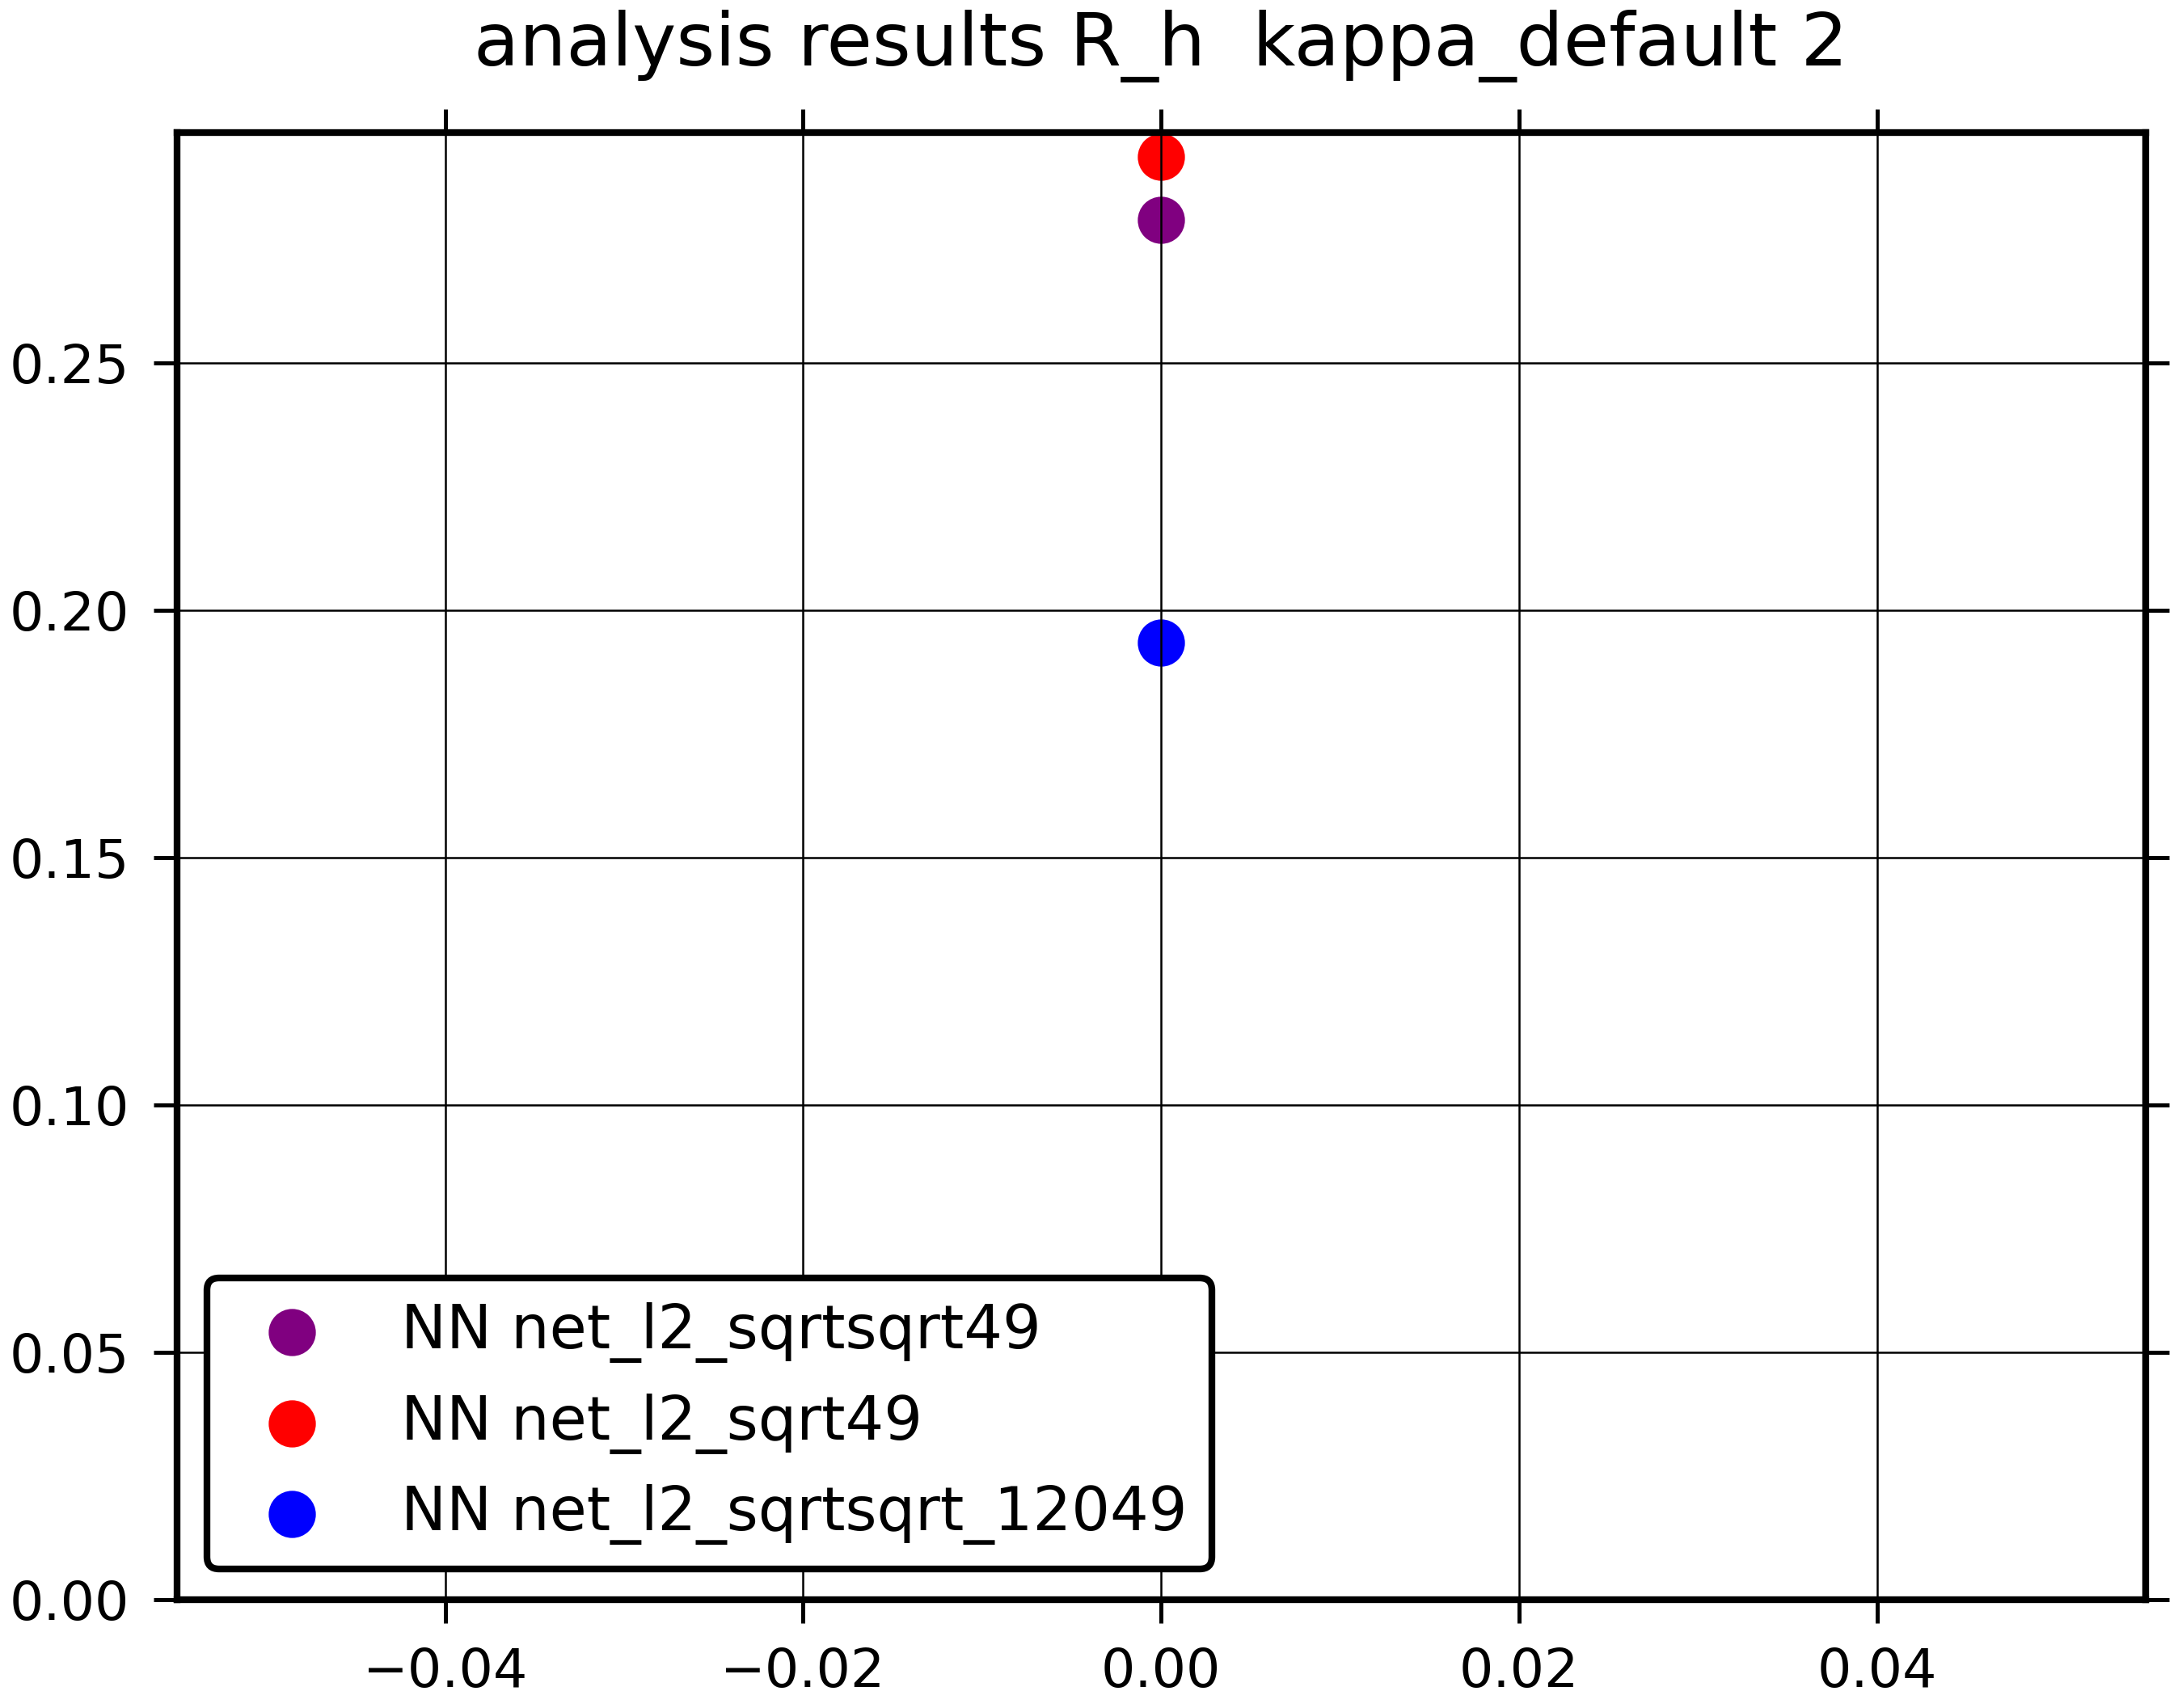 analysis results R_h  kappa_default 2
0.25
0.20
0.15
0.10
0.05
0.00
NN net_l2_sqrtsqrt49
NN net_l2_sqrt49
NN net_l2_sqrtsqrt_12049
−0.04 −0.02 0.00 0.02 0.04